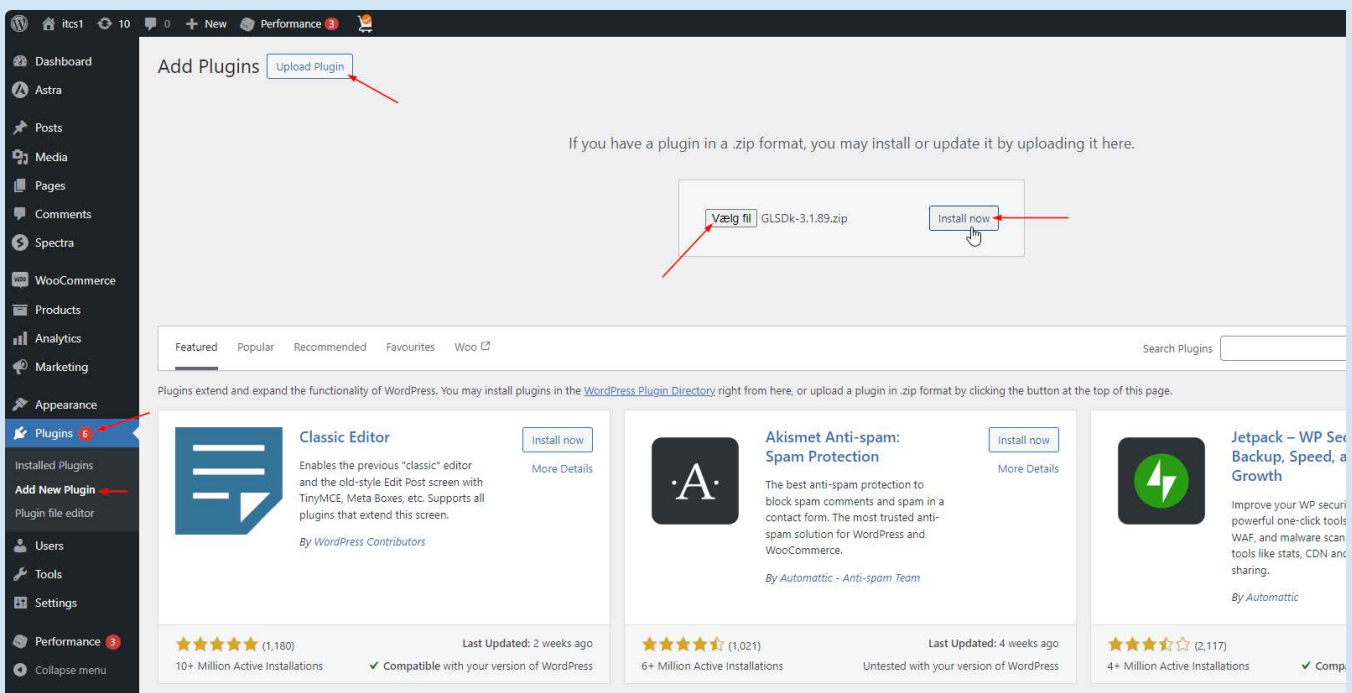 itcs1 10 0 + New Performance 3
Dashboard
Astra
Posts
Media
Pages
Comments
Spectra
WooCommerce
Products
Analytics
Marketing
Appearance
Plugins 6
Installed Plugins
Add New Plugin
Plugin file editor
Users
Tools
Settings
Performance 3
Collapse menu
Add Plugins Upload Plugin
If you have a plugin in a .zip format, you may install or update it by uploading it here.
Vælg fil GLSDk-3.1.89.zip Install now
Featured Popular Recommended Favourites Woo Search Plugins
Plugins extend and expand the functionality of WordPress. You may install plugins in the WordPress Plugin Directory right from here, or upload a plugin in .zip format by clicking the button at the top of this page.
Classic Editor
Install now
More Details
Enables the previous "classic" editor
and the old-style Edit Post screen with
TinyMCE, Meta Boxes, etc. Supports all
plugins that extend this screen.
By WordPress Contributors
(1,180)
10+ Million Active Installations
Last Updated: 2 weeks ago
✓ Compatible with your version of WordPress
·A·
Akismet Anti-spam:
Spam Protection
Install now
More Details
The best anti-spam protection to
block spam comments and spam in a
contact form. The most trusted anti-
spam solution for WordPress and
WooCommerce.
By Automattic - Anti-spam Team
(1,021)
6+ Million Active Installations
Last Updated: 4 weeks ago
Untested with your version of WordPress
Jetpack – WP Sec
Backup, Speed, a
Growth
Improve your WP securi
powerful one-click tools
WAF, and malware scan
tools like stats, CDN and
sharing.
By Automattic
(2,117)
4+ Million Active Installations
✓ Compa